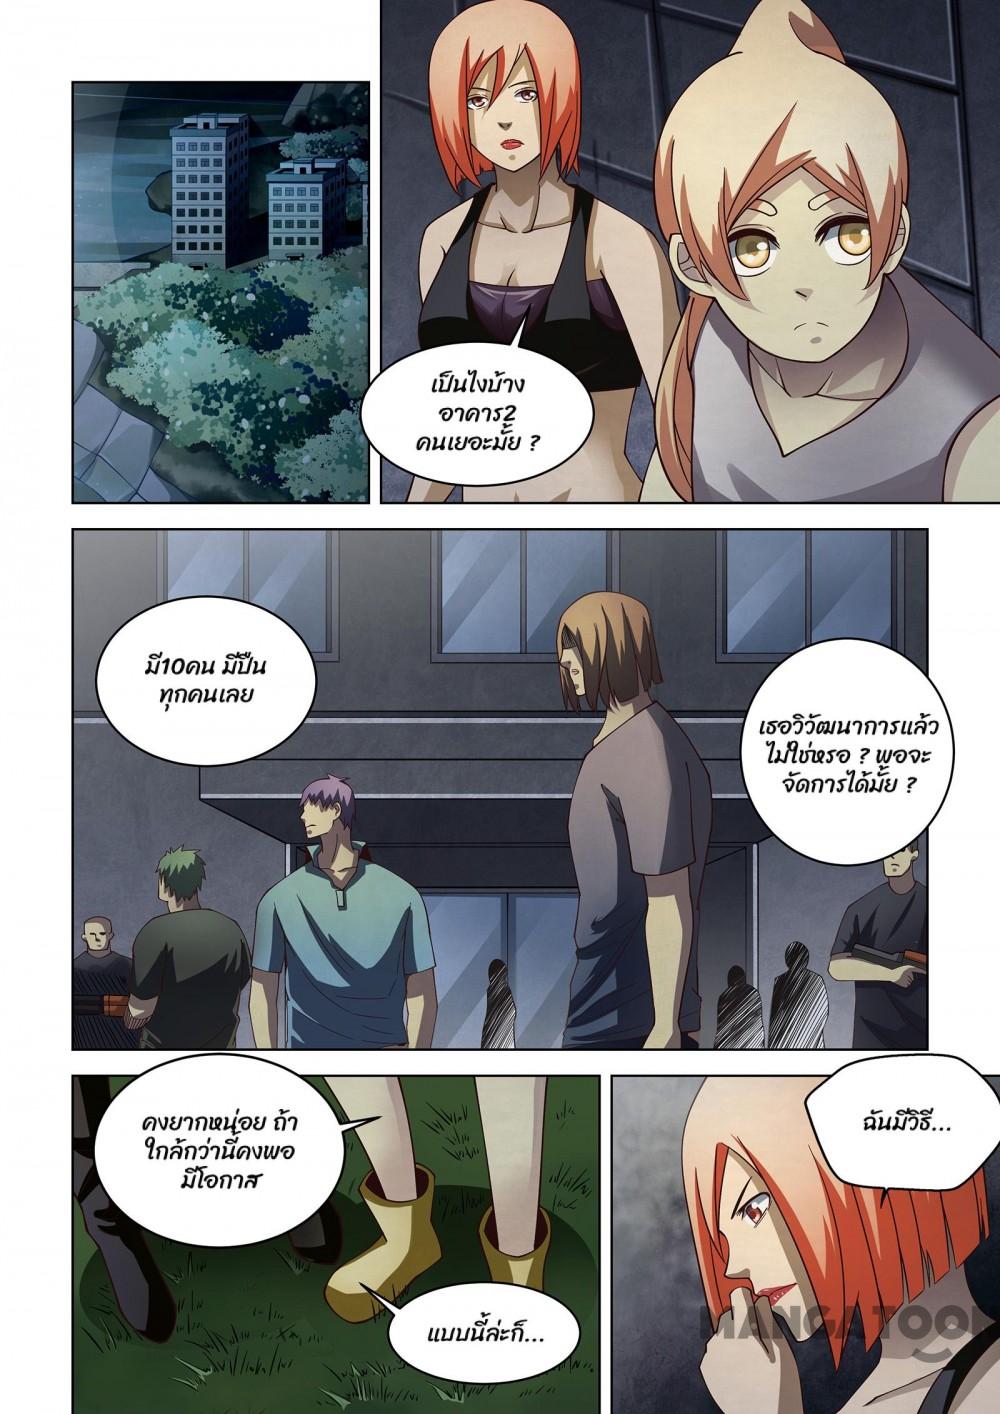 เป็นไงบ้าง
อาคาร2
คนเยอะมั้ย ?
มี10คน มีปืน
ทุกคนเลย
เธอวิวัฒนาการแล้ว
ไม่ใช่หรอ ? พอจะ
จัดการได้มั้ย ?
คงยากหน่อย ถ้า
ใกล้กว่านี้คงพอ
มีโอกาส
แบบนี้ล่ะก็...
ฉันมีวิธี...
MANGATOON